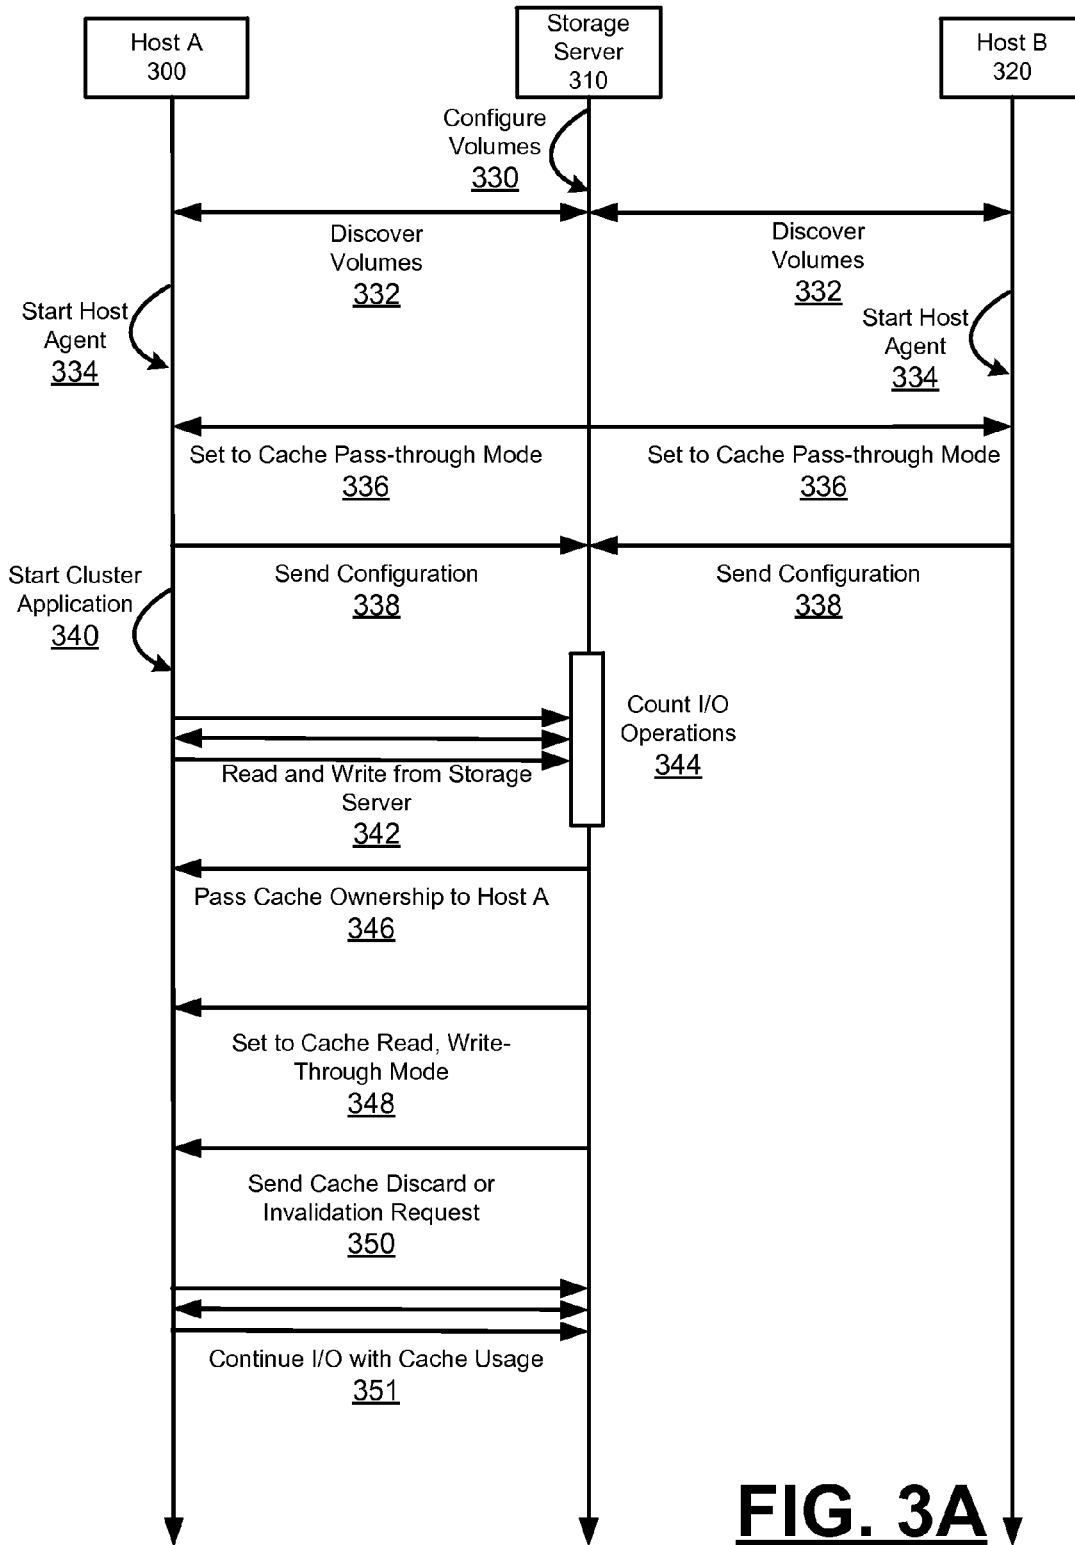 Host A
300
Storage
Server
310
Host B
320
Configure
Volumes
330
Discover
Volumes
332
Discover
Volumes
332
Start Host
Agent
334
Start Host
Agent
334
Set to Cache Pass-through Mode
336
Set to Cache Pass-through Mode
336
Send Configuration
338
Send Configuration
338
Start Cluster
Application
340
Count I/O
Operations
344
Read and Write from Storage
Server
342
Pass Cache Ownership to Host A
346
Set to Cache Read, Write-
Through Mode
348
Send Cache Discard or
Invalidation Request
350
Continue I/O with Cache Usage
351
FIG. 3A